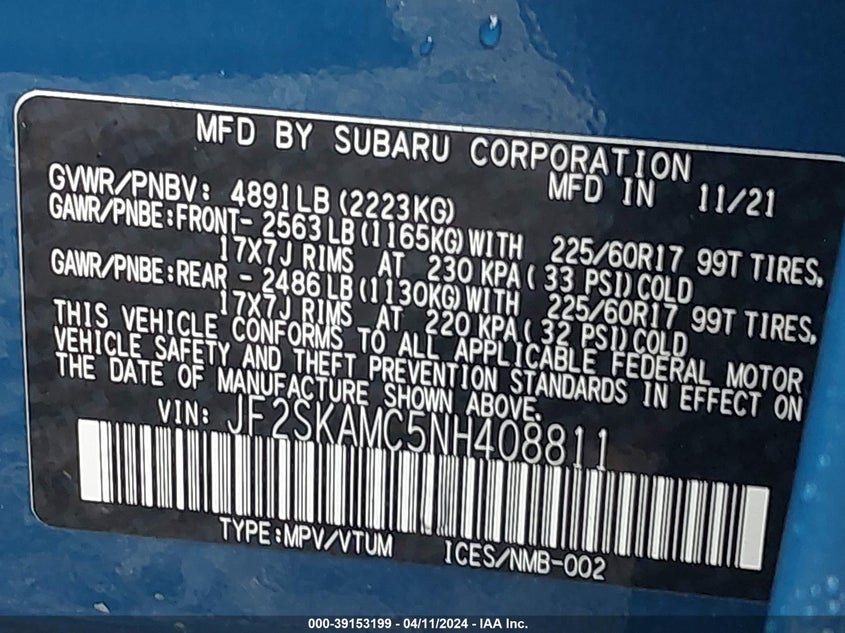 MFD BY SUBARU CORPORATION
GVWR/PNBV: 4891LB(2223KG) MFD IN 11/21
GAWR/PNBE:FRONT- 2563LB(1165KG)WITH 225/60R17 99T TIRES,
17X7J RIMS AT 230 KPA( 33 PSI)COLD
GAWR/PNBE:REAR - 2486LB(1130KG)WITH 225/60R17 99T TIRES,
17X7J RIMS AT 220 KPA( 32 PSI)COLD
THIS VEHICLE CONFORMS TO ALL APPLICABLE FEDERAL MOTOR
VEHICLE SAFETY AND THEFT PREVENTION STANDARDS IN EFFECT ON
THE DATE OF MANUFACTURE SHOWN ABOVE.
VIN: JF2SKAMC5NH408811
TYPE:MPV/VTUM ICES/NMB-002
000-39153199 - 04/11/2024 - IAA Inc.